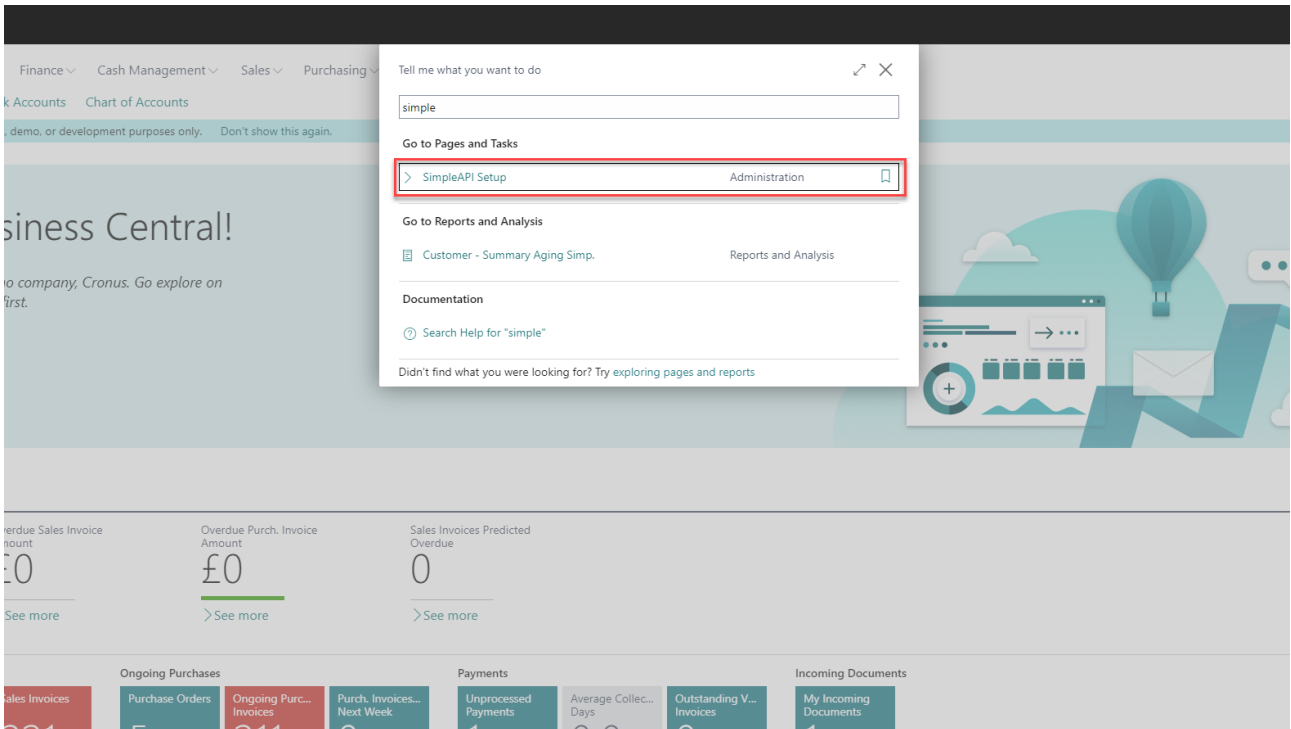 Finance Cash Management Sales Purchasing
Accounts Chart of Accounts
demo, or development purposes only. Don't show this again.
Tell me what you want to do
simple
Go to Pages and Tasks
SimpleAPI Setup Administration
Go to Reports and Analysis
Customer - Summary Aging Simp. Reports and Analysis
Documentation
Search Help for "simple"
Didn't find what you were looking for? Try exploring pages and reports
Central!
company, Cronus. Go explore on
first.
Sales Invoice
£0
See more
Overdue Purch. Invoice
Amount
£0
See more
Sales Invoices Predicted
Overdue
0
See more
Ongoing Purchases
Payments
Incoming Documents
Sales Invoices
Purchase Orders
Ongoing Purc...
Invoices
Purch. Invoices...
Next Week
Unprocessed
Payments
Average Collec...
Days
Outstanding V...
Invoices
My Incoming
Documents